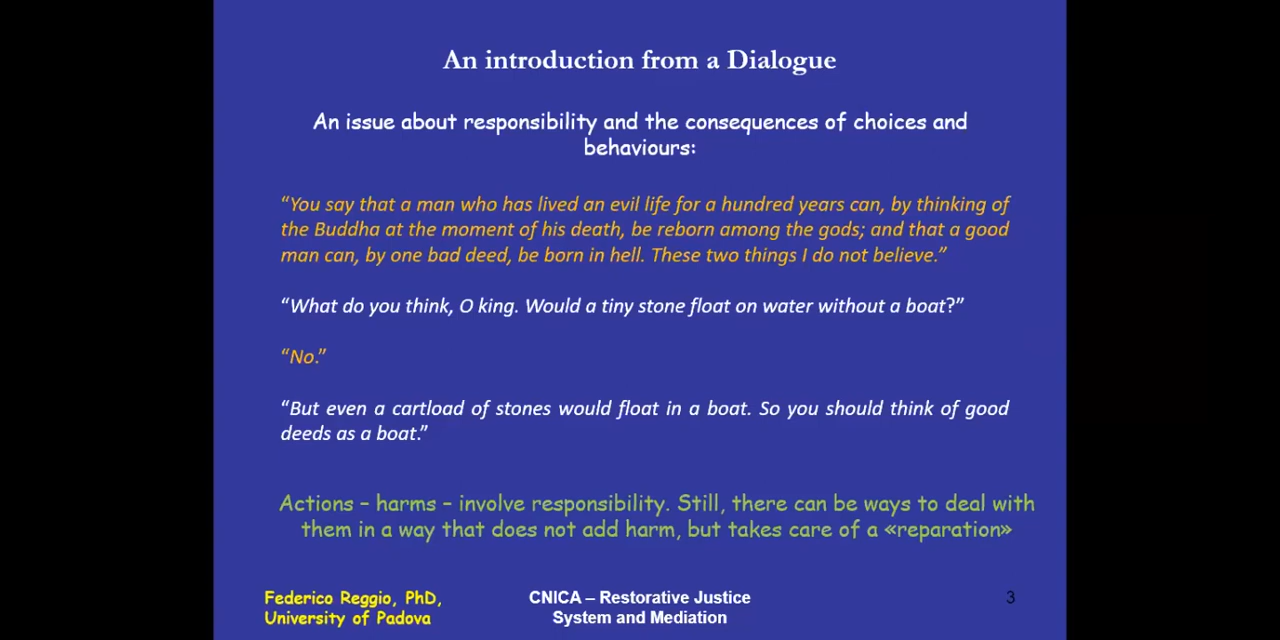 An introduction from a Dialogue
An issue about responsibility and the consequences of choices and
behaviours:
“You say that a man who has lived an evil life for a hundred years can, by thinking of
the Buddha at the moment of his death, be reborn among the gods; and that a good
man can, by one bad deed, be born in hell. These two things I do not believe.”
“What do you think, O king. Would a tiny stone float on water without a boat?”
“No.”
“But even a cartload of stones would float in a boat. So you should think of good
deeds as a boat.”
Actions – harms – involve responsibility. Still, there can be ways to deal with
them in a way that does not add harm, but takes care of a «reparation»
Federico Reggio, PhD,
University of Padova
CNICA – Restorative Justice
System and Mediation
3